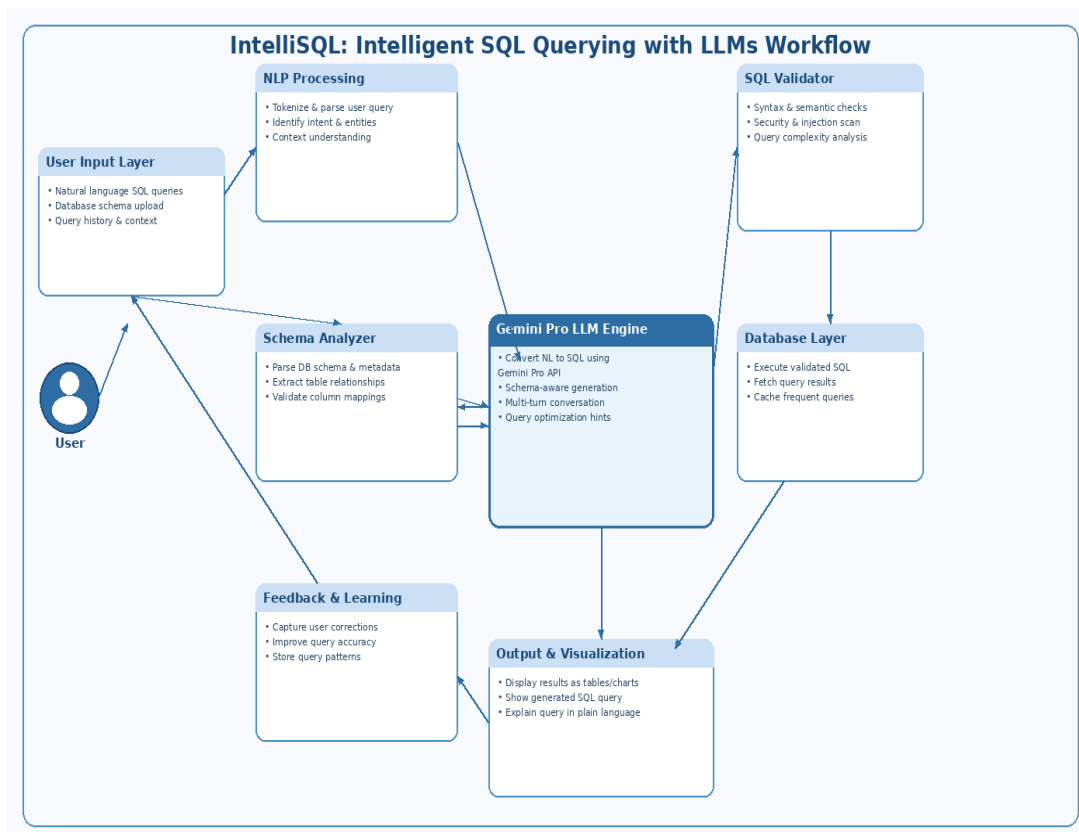 IntelliSQL: Intelligent SQL Querying with LLMs Workflow
NLP Processing
• Tokenize & parse user query
• Identify intent & entities
• Context understanding
SQL Validator
• Syntax & semantic checks
• Security & injection scan
• Query complexity analysis
User Input Layer
• Natural language SQL queries
• Database schema upload
• Query history & context
Schema Analyzer
• Parse DB schema & metadata
• Extract table relationships
• Validate column mappings
Gemini Pro LLM Engine
• Convert NL to SQL using
Gemini Pro API
• Schema-aware generation
• Multi-turn conversation
• Query optimization hints
Database Layer
• Execute validated SQL
• Fetch query results
• Cache frequent queries
User
Feedback & Learning
• Capture user corrections
• Improve query accuracy
• Store query patterns
Output & Visualization
• Display results as tables/charts
• Show generated SQL query
• Explain query in plain language